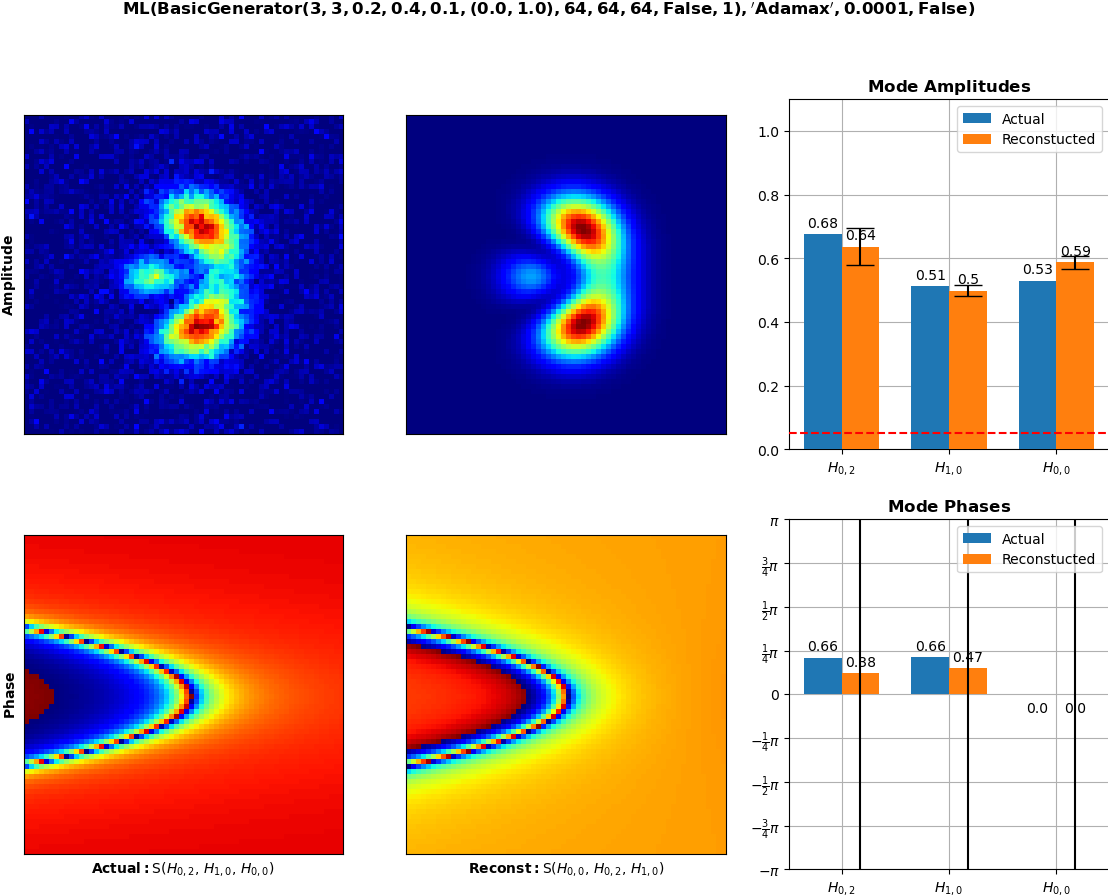 ML(BasicGenerator(3, 3, 0.2, 0.4, 0.1, (0.0, 1.0), 64, 64, 64, False, 1), ′Adamax′, 0.0001, False)
Amplitude
Mode Amplitudes
Actual
Reconstucted
1.0
0.8
0.6
0.4
0.2
0.0
0.68
0.64
0.51
0.5
0.53
0.59
H0, 2
H1, 0
H0, 0
Phase
Actual: S(H0, 2, H1, 0, H0, 0)
Reconst: S(H0, 0, H0, 2, H1, 0)
Mode Phases
Actual
Reconstucted
π
3/4π
1/2π
1/4π
0
−1/4π
−1/2π
−3/4π
−π
0.66
0.38
0.66
0.47
0.0
0.0
H0, 2
H1, 0
H0, 0